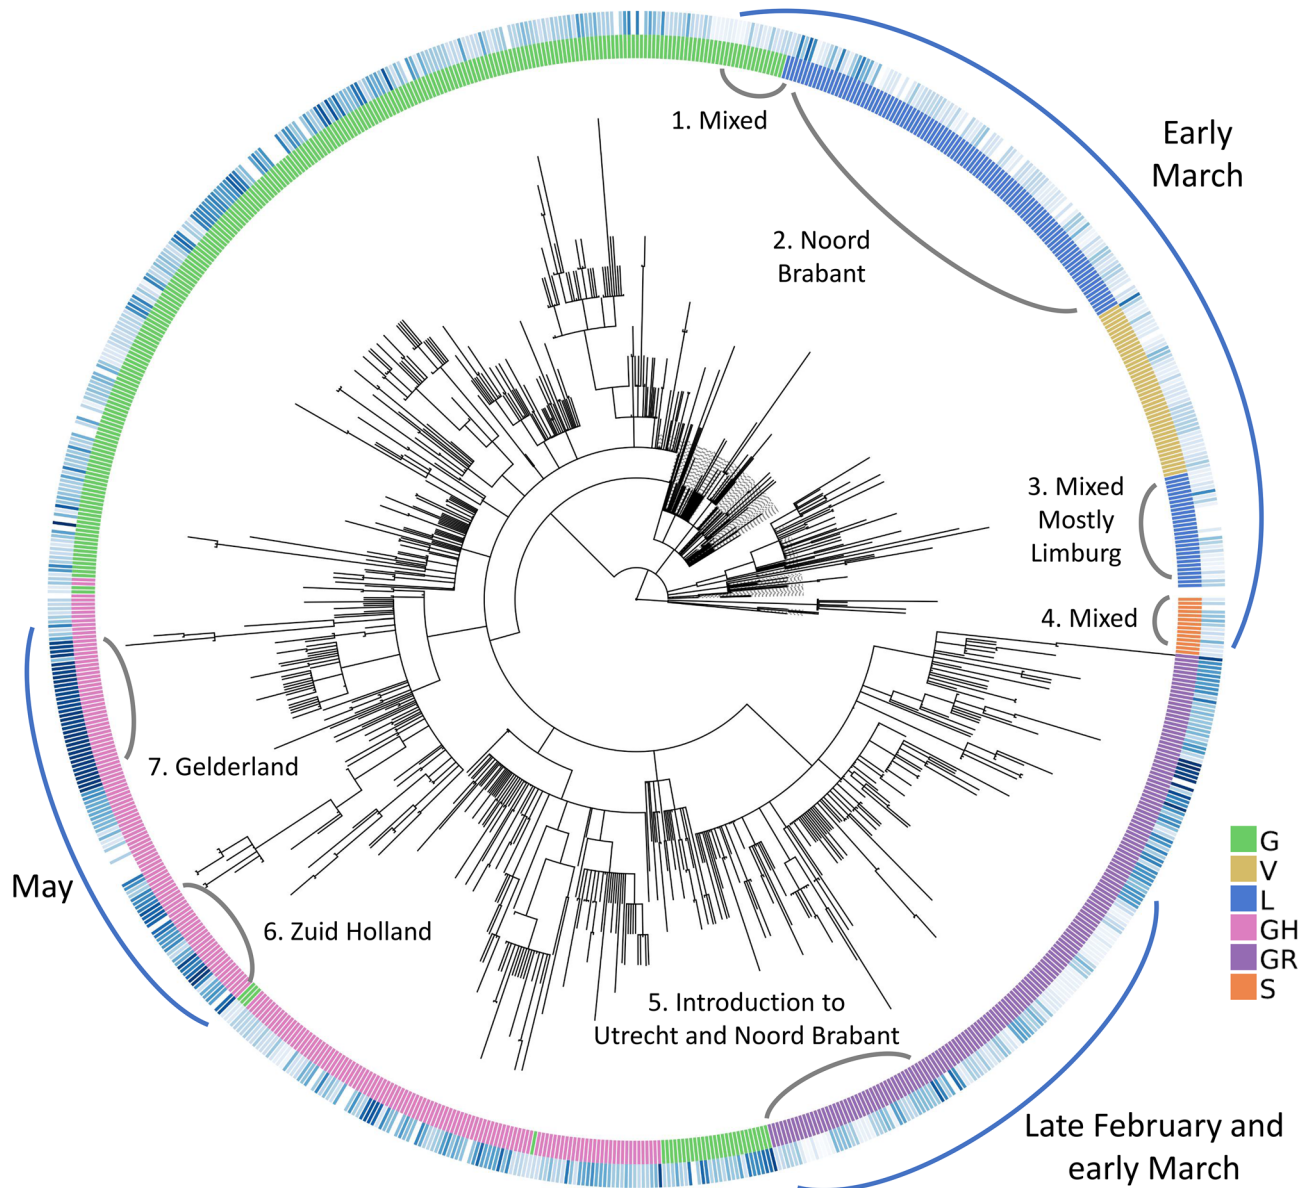 1. Mixed
Early
March
2. Noord
Brabant
3. Mixed
Mostly
Limburg
4. Mixed
7. Gelderland
May
6. Zuid Holland
5. Introduction to
Utrecht and Noord Brabant
Late February and
early March
G
V
L
GH
GR
S